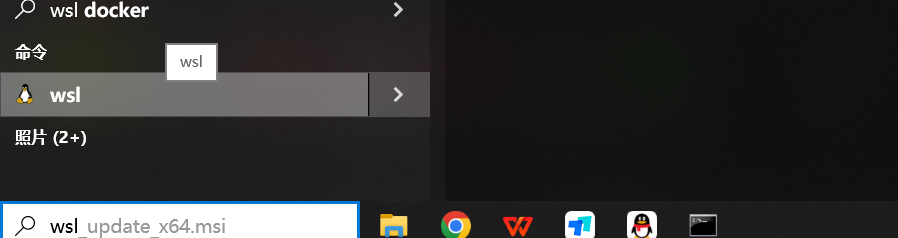 wsl docker
命令
wsl
wsl
照片 (2+)
wsl_update_x64.msi